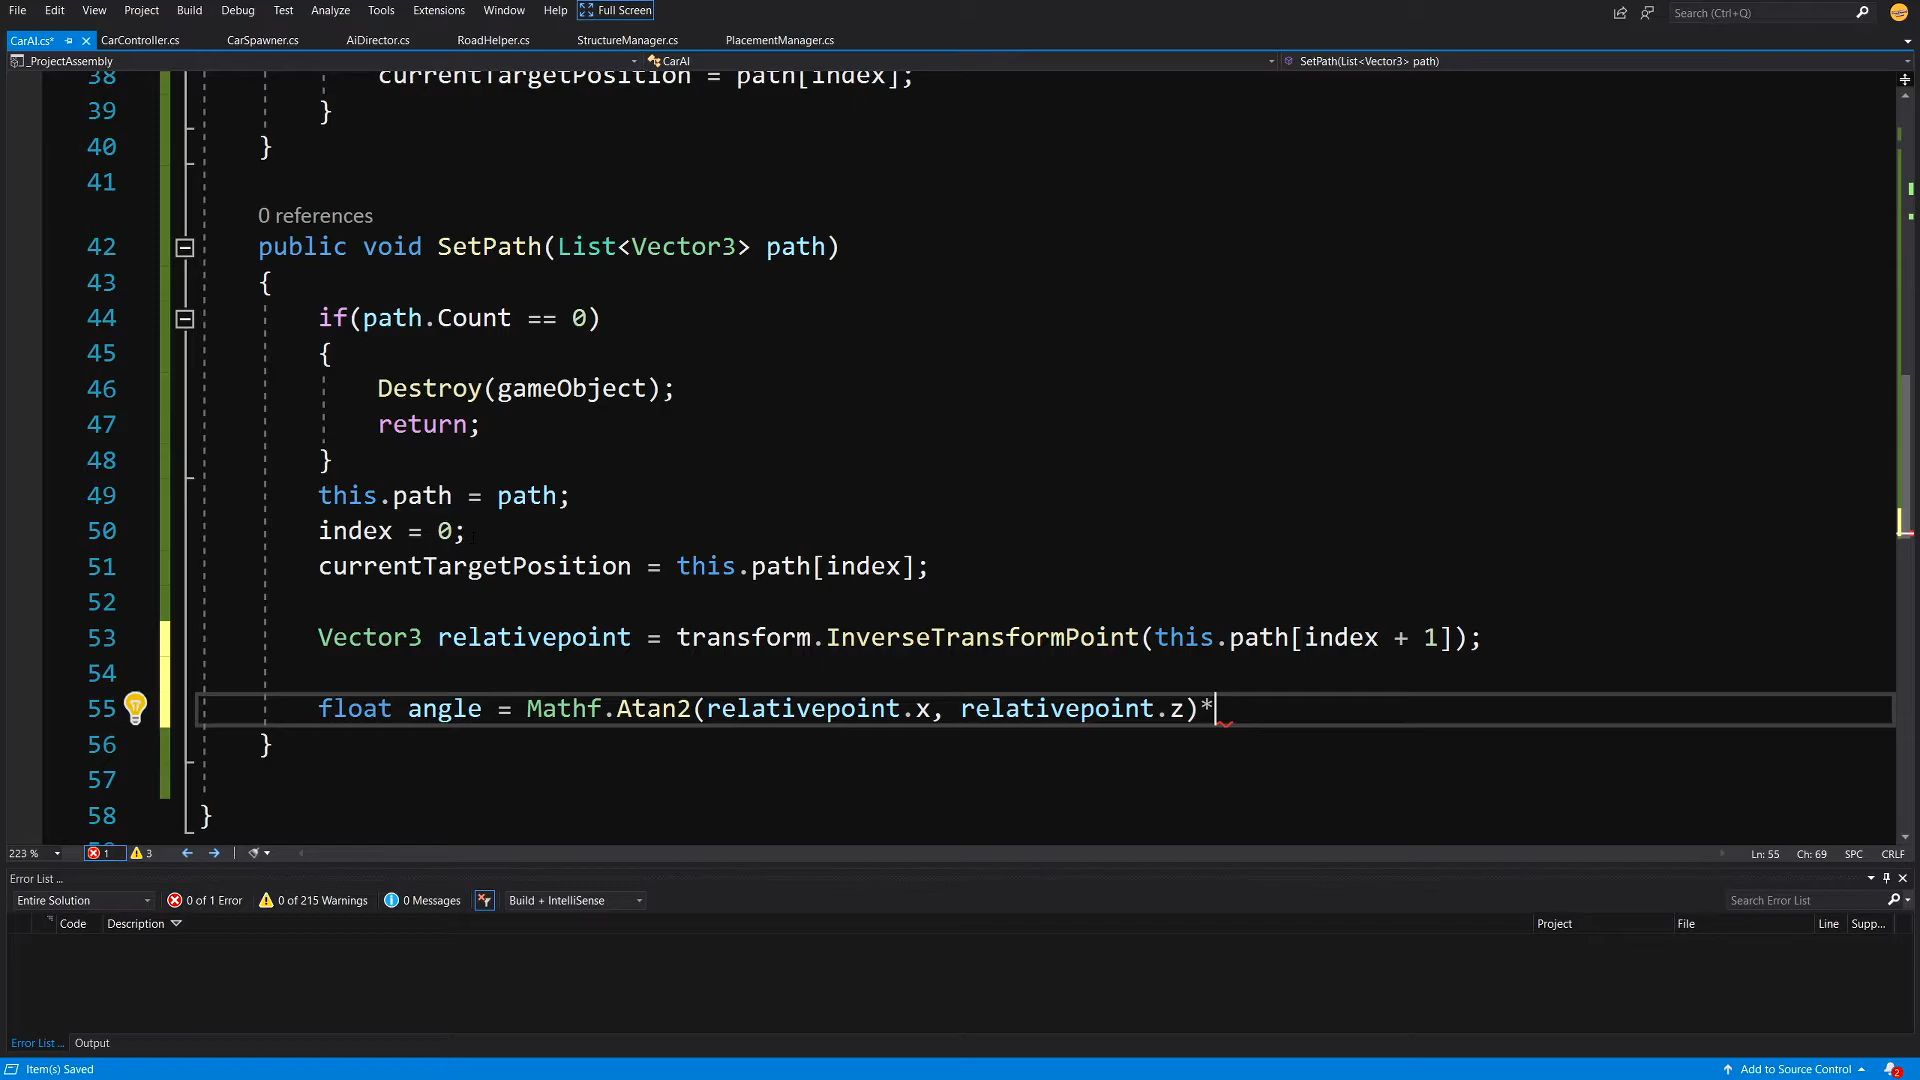 File Edit View Project Build Debug Test Analyze Tools Extensions Window Help Full Screen Search (Ctrl+Q)
CarAI.cs* CarController.cs CarSpawner.cs AiDirector.cs RoadHelper.cs StructureManager.cs PlacementManager.cs
_ProjectAssembly CarAI SetPath(List<Vector3> path)
38 currentTargetPosition = path[index];
39 }
40 }
41
0 references
42 public void SetPath(List<Vector3> path)
43 {
44 if(path.Count == 0)
45 {
46 Destroy(gameObject);
47 return;
48 }
49 this.path = path;
50 index = 0;
51 currentTargetPosition = this.path[index];
52
53 Vector3 relativepoint = transform.InverseTransformPoint(this.path[index + 1]);
54
55 float angle = Mathf.Atan2(relativepoint.x, relativepoint.z)*
56 }
57
58 }
223 % 1 3 Ln: 55 Ch: 69 SPC CRLF
Error List ...
Entire Solution 0 of 1 Error 0 of 215 Warnings 0 Messages Build + IntelliSense Search Error List
Code Description Project File Line Supp...
Error List ... Output
Item(s) Saved Add to Source Control 2